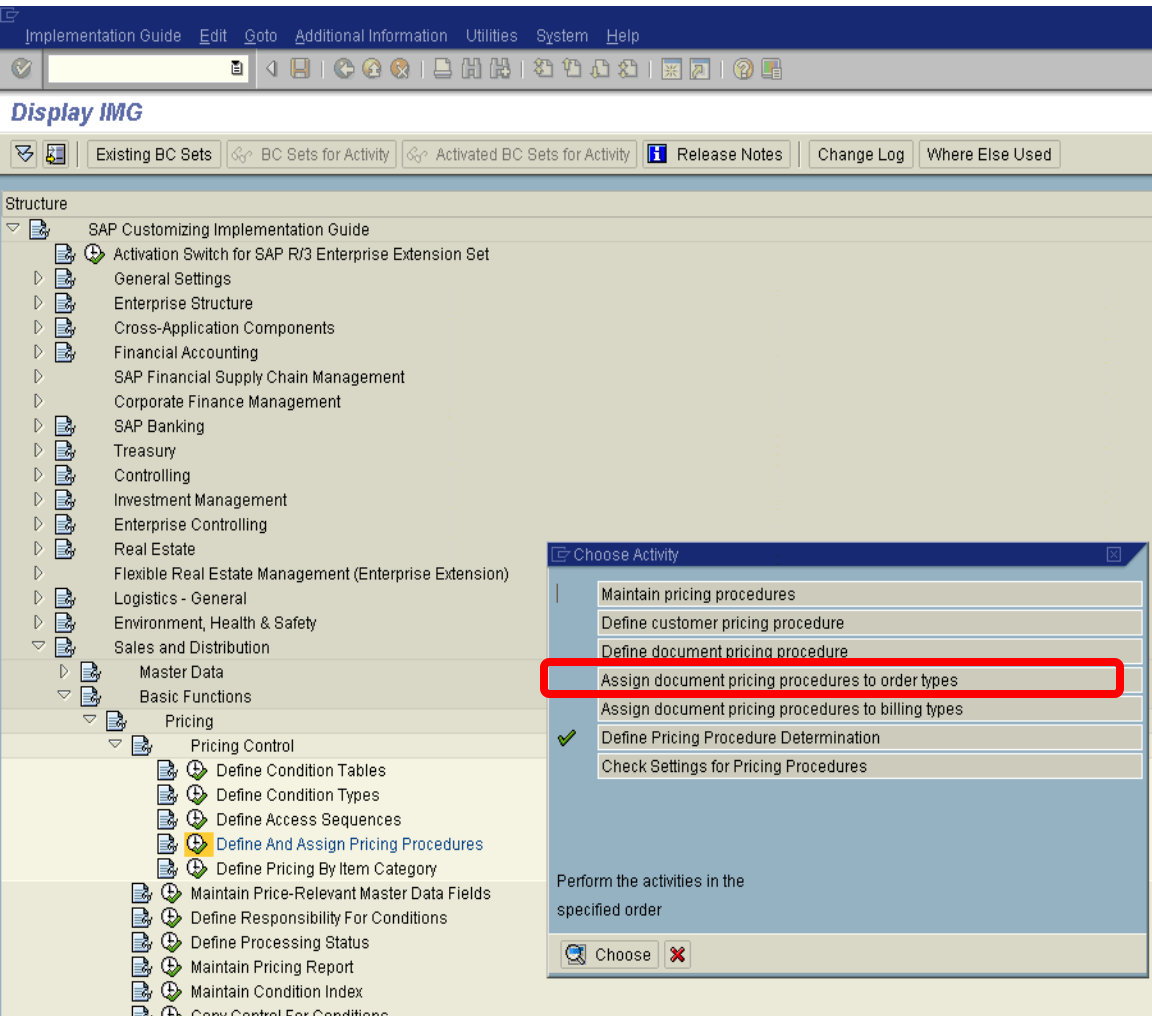 Implementation Guide Edit Goto Additional Information Utilities System Help
Display IMG
Existing BC Sets BC Sets for Activity Activated BC Sets for Activity Release Notes Change Log Where Else Used
Structure
SAP Customizing Implementation Guide
Activation Switch for SAP R/3 Enterprise Extension Set
General Settings
Enterprise Structure
Cross-Application Components
Financial Accounting
SAP Financial Supply Chain Management
Corporate Finance Management
SAP Banking
Treasury
Controlling
Investment Management
Enterprise Controlling
Real Estate
Flexible Real Estate Management (Enterprise Extension)
Logistics - General
Environment, Health & Safety
Sales and Distribution
Master Data
Basic Functions
Pricing
Pricing Control
Define Condition Tables
Define Condition Types
Define Access Sequences
Define And Assign Pricing Procedures
Define Pricing By Item Category
Maintain Price-Relevant Master Data Fields
Define Responsibility For Conditions
Define Processing Status
Maintain Pricing Report
Maintain Condition Index
Copy Control For Conditions
Choose Activity
Maintain pricing procedures
Define customer pricing procedure
Define document pricing procedure
Assign document pricing procedures to order types
Assign document pricing procedures to billing types
Define Pricing Procedure Determination
Check Settings for Pricing Procedures
Perform the activities in the
specified order
Choose